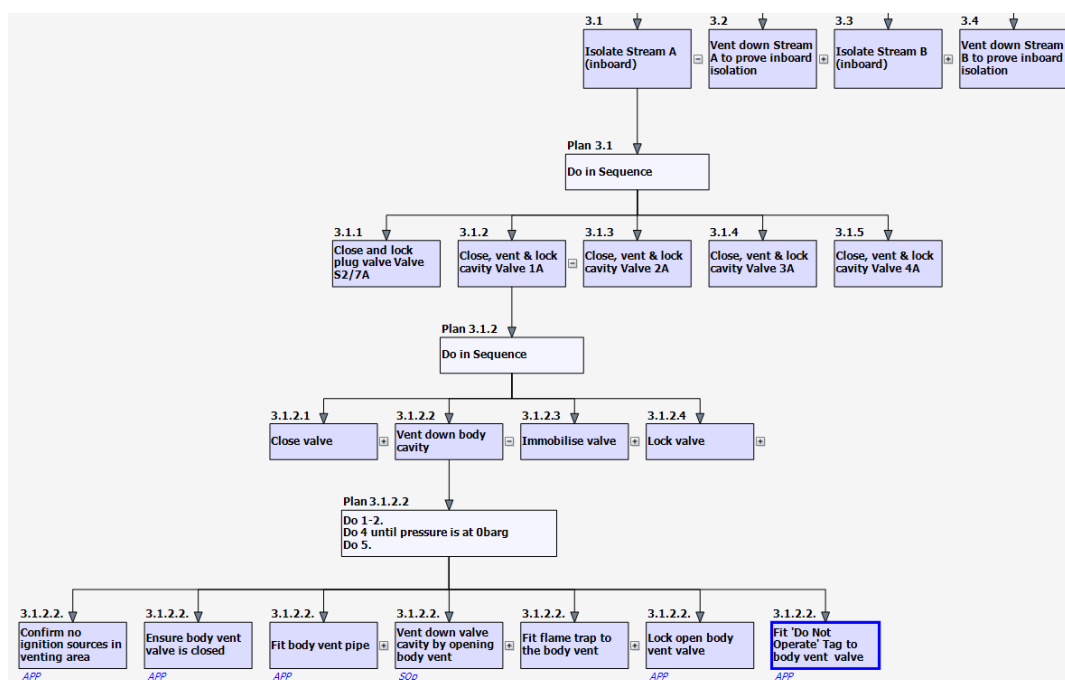 3.1
3.2
3.3
3.4
Isolate Stream A
(inboard)
Vent down Stream
A to prove inboard
isolation
Isolate Stream B
(inboard)
Vent down Stream
B to prove inboard
isolation
Plan 3.1
Do in Sequence
3.1.1
3.1.2
3.1.3
3.1.4
3.1.5
Close and lock
plug valve Valve
S2/7A
Close, vent & lock
cavity Valve 1A
Close, vent & lock
cavity Valve 2A
Close, vent & lock
cavity Valve 3A
Close, vent & lock
cavity Valve 4A
Plan 3.1.2
Do in Sequence
3.1.2.1
3.1.2.2
3.1.2.3
3.1.2.4
Close valve
Vent down body
cavity
Immobilise valve
Lock valve
Plan 3.1.2.2
Do 1-2.
Do 4 until pressure is at 0barg
Do 5.
3.1.2.2.
3.1.2.2.
3.1.2.2.
3.1.2.2.
3.1.2.2.
3.1.2.2.
3.1.2.2.
Confirm no
ignition sources in
venting area
Ensure body vent
valve is closed
Fit body vent pipe
Vent down valve
cavity by opening
body vent
Fit flame trap to
the body vent
Lock open body
vent valve
Fit 'Do Not
Operate' Tag to
body vent valve
APP
APP
APP
SOp
APP
APP